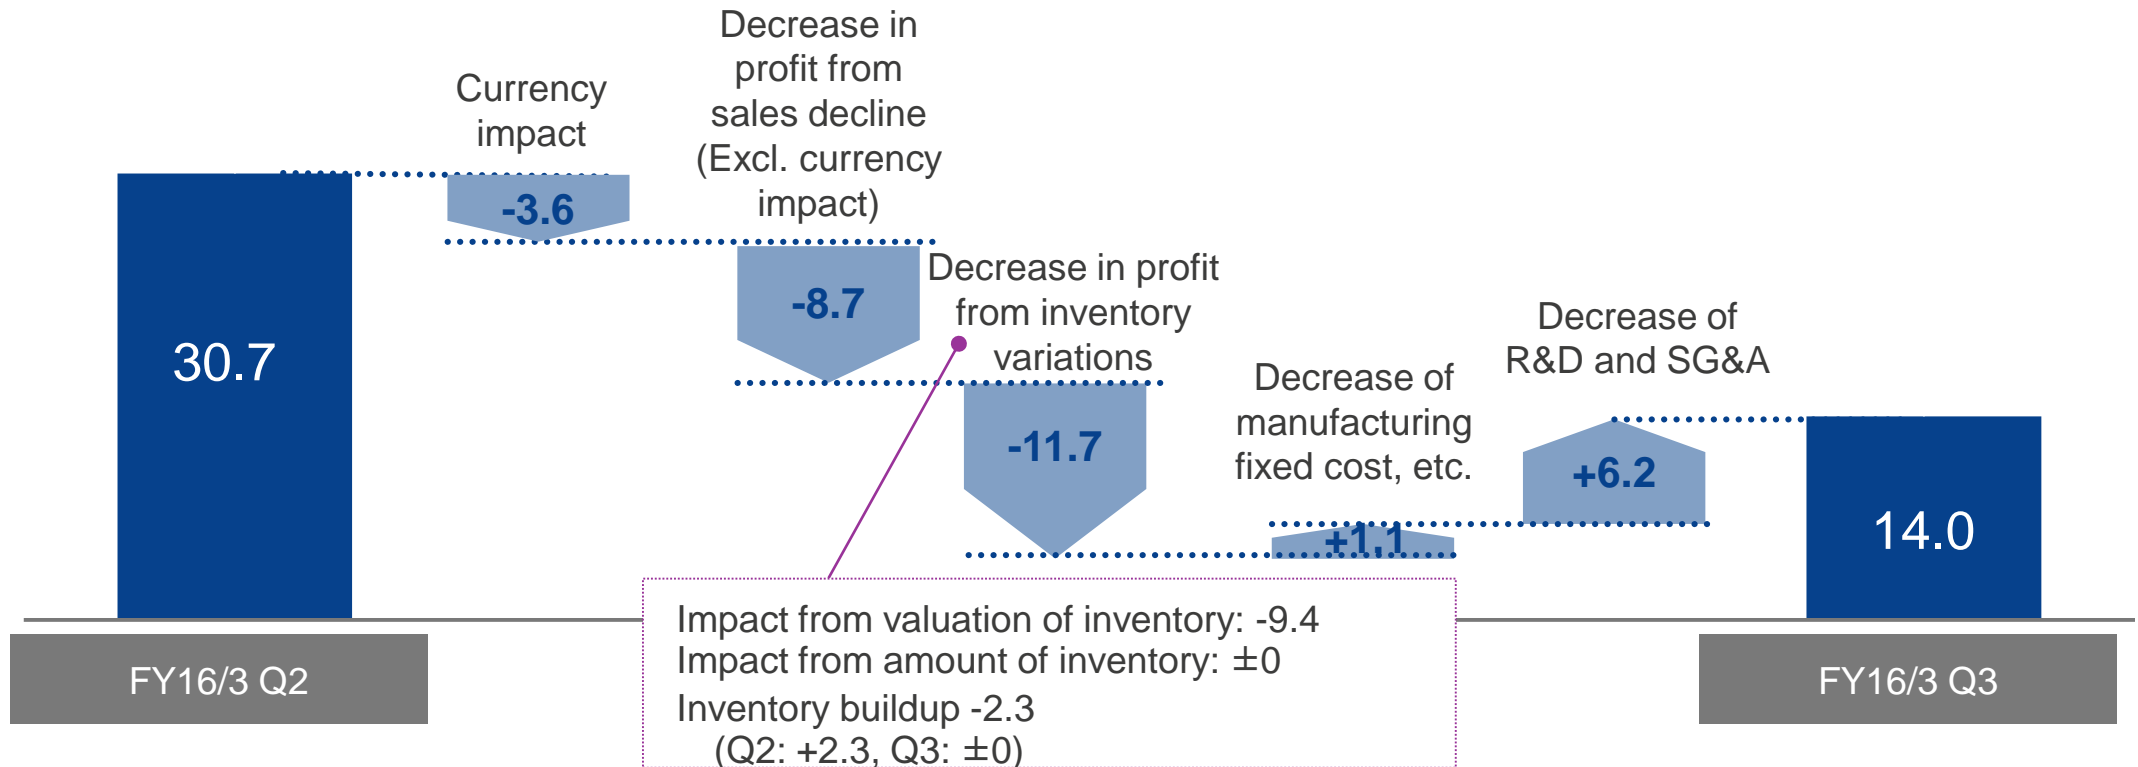 Currency
impact
-3.6
Decrease in
profit from
sales decline
(Excl. currency
impact)
-8.7
Decrease in profit
from inventory
variations
-11.7
Decrease of
manufacturing
fixed cost, etc.
+1.1
Decrease of
R&D and SG&A
+6.2
30.7
14.0
Impact from valuation of inventory: -9.4
Impact from amount of inventory: ±0
Inventory buildup -2.3
(Q2: +2.3, Q3: ±0)
FY16/3 Q2
FY16/3 Q3